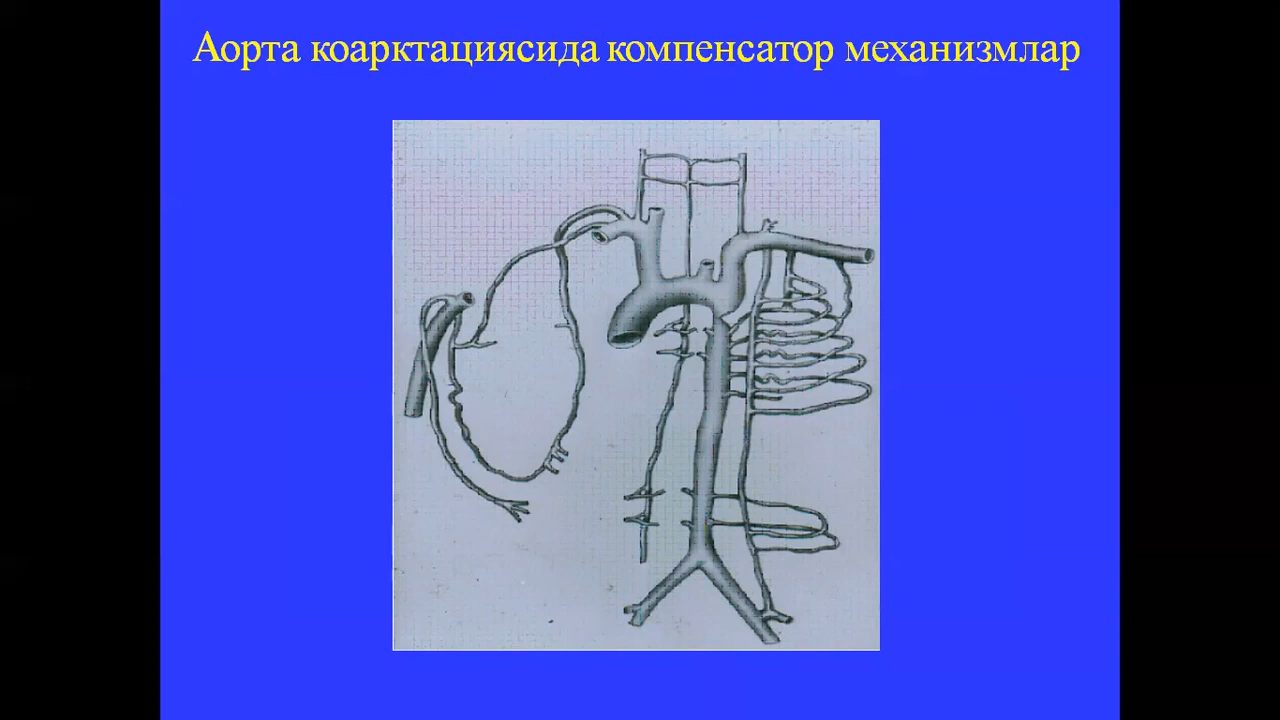 Аорта коарктациясида компенсатор механизмлар